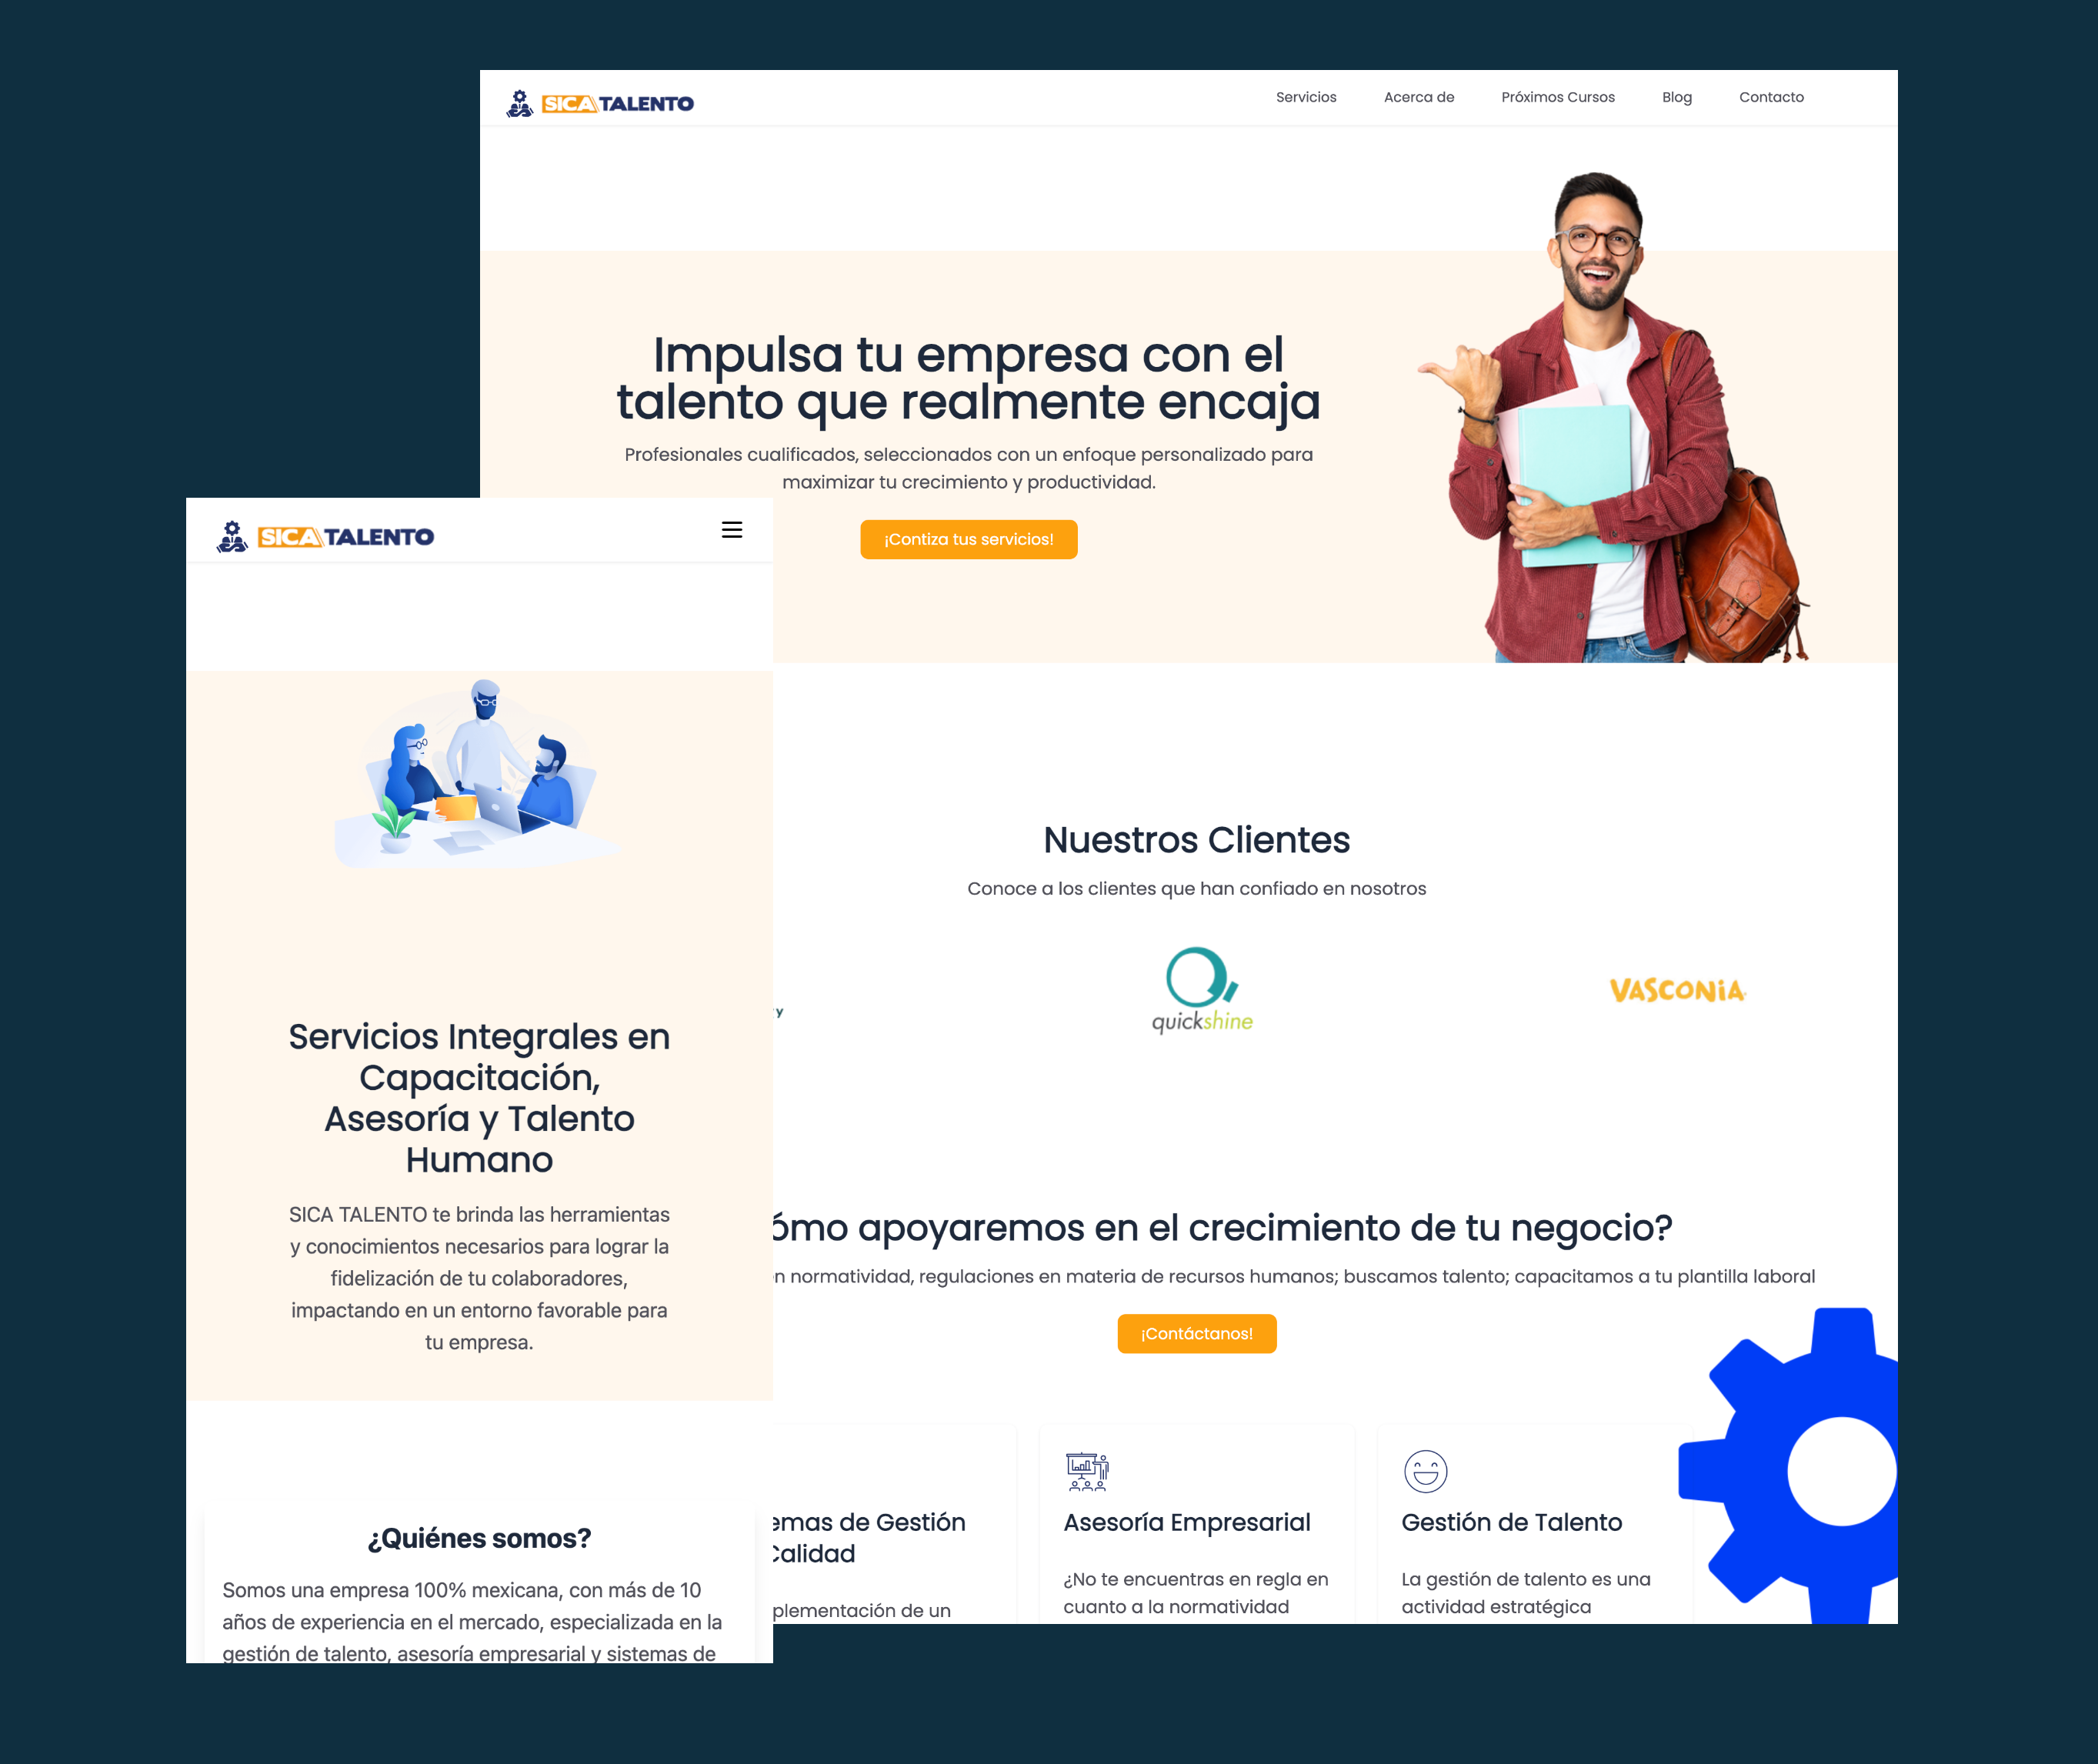 SICA TALENTO
Servicios
Acerca de
Próximos Cursos
Blog
Contacto
Impulsa tu empresa con el
talento que realmente encaja
Profesionales cualificados, seleccionados con un enfoque personalizado para
maximizar tu crecimiento y productividad.
¡Contiza tus servicios!
Nuestros Clientes
Conoce a los clientes que han confiado en nosotros
y
quickshine
VASCONIA
ómo apoyaremos en el crecimiento de tu negocio?
n normatividad, regulaciones en materia de recursos humanos; buscamos talento; capacitamos a tu plantilla laboral
¡Contáctanos!
emas de Gestión
Calidad
plementación de un
Asesoría Empresarial
¿No te encuentras en regla en
cuanto a la normatividad
Gestión de Talento
La gestión de talento es una
actividad estratégica
SICA TALENTO
Servicios Integrales en
Capacitación,
Asesoría y Talento
Humano
SICA TALENTO te brinda las herramientas
y conocimientos necesarios para lograr la
fidelización de tu colaboradores,
impactando en un entorno favorable para
tu empresa.
¿Quiénes somos?
Somos una empresa 100% mexicana, con más de 10
años de experiencia en el mercado, especializada en la
gestión de talento, asesoría empresarial y sistemas de